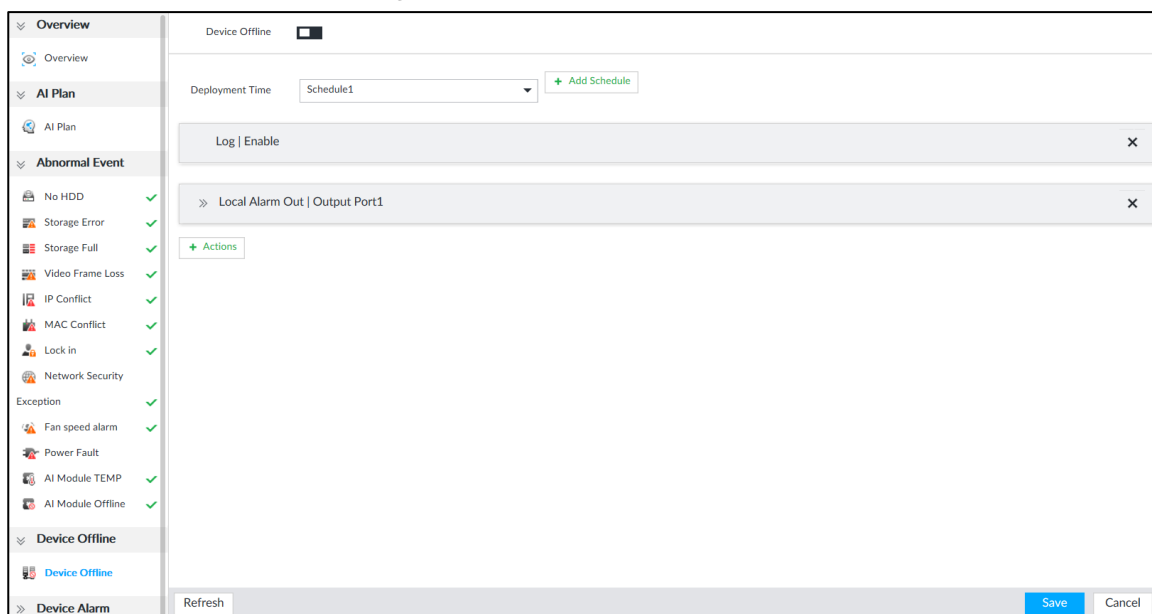 Overview
Overview
AI Plan
AI Plan
Abnormal Event
No HDD
Storage Error
Storage Full
Video Frame Loss
IP Conflict
MAC Conflict
Lock in
Network Security
Exception
Fan speed alarm
Power Fault
AI Module TEMP
AI Module Offline
Device Offline
Device Offline
Device Alarm
Device Offline
Deployment Time
Schedule1
+ Add Schedule
Log | Enable
Local Alarm Out | Output Port1
+ Actions
Refresh
Save
Cancel